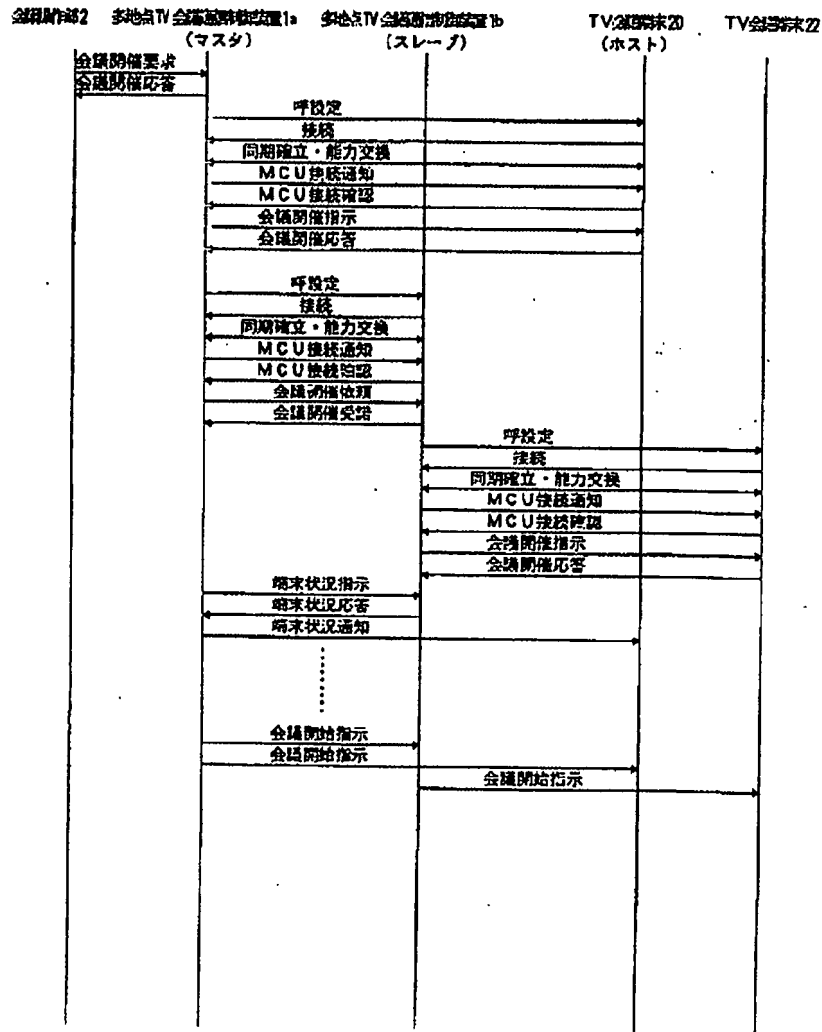 多地点TV会議通信制御装置1a
多地点TV会議通信制御装置1b
TV会議端末20
TV会議端末22
(マスタ)
(スレーブ)
(ホスト)
会議開催要求
会議開催応答
呼設定
接続
同期確立・能力交換
MCU接続通知
MCU接続確認
会議開催指示
会議開催応答
呼設定
接続
同期確立・能力交換
MCU接続通知
MCU接続確認
会議開催依頼
会議開催受諾
呼設定
接続
同期確立・能力交換
MCU接続通知
MCU接続確認
会議開催指示
会議開催応答
端末状況指示
端末状況応答
端末状況通知
会議開始指示
会議開始指示
会議開始指示